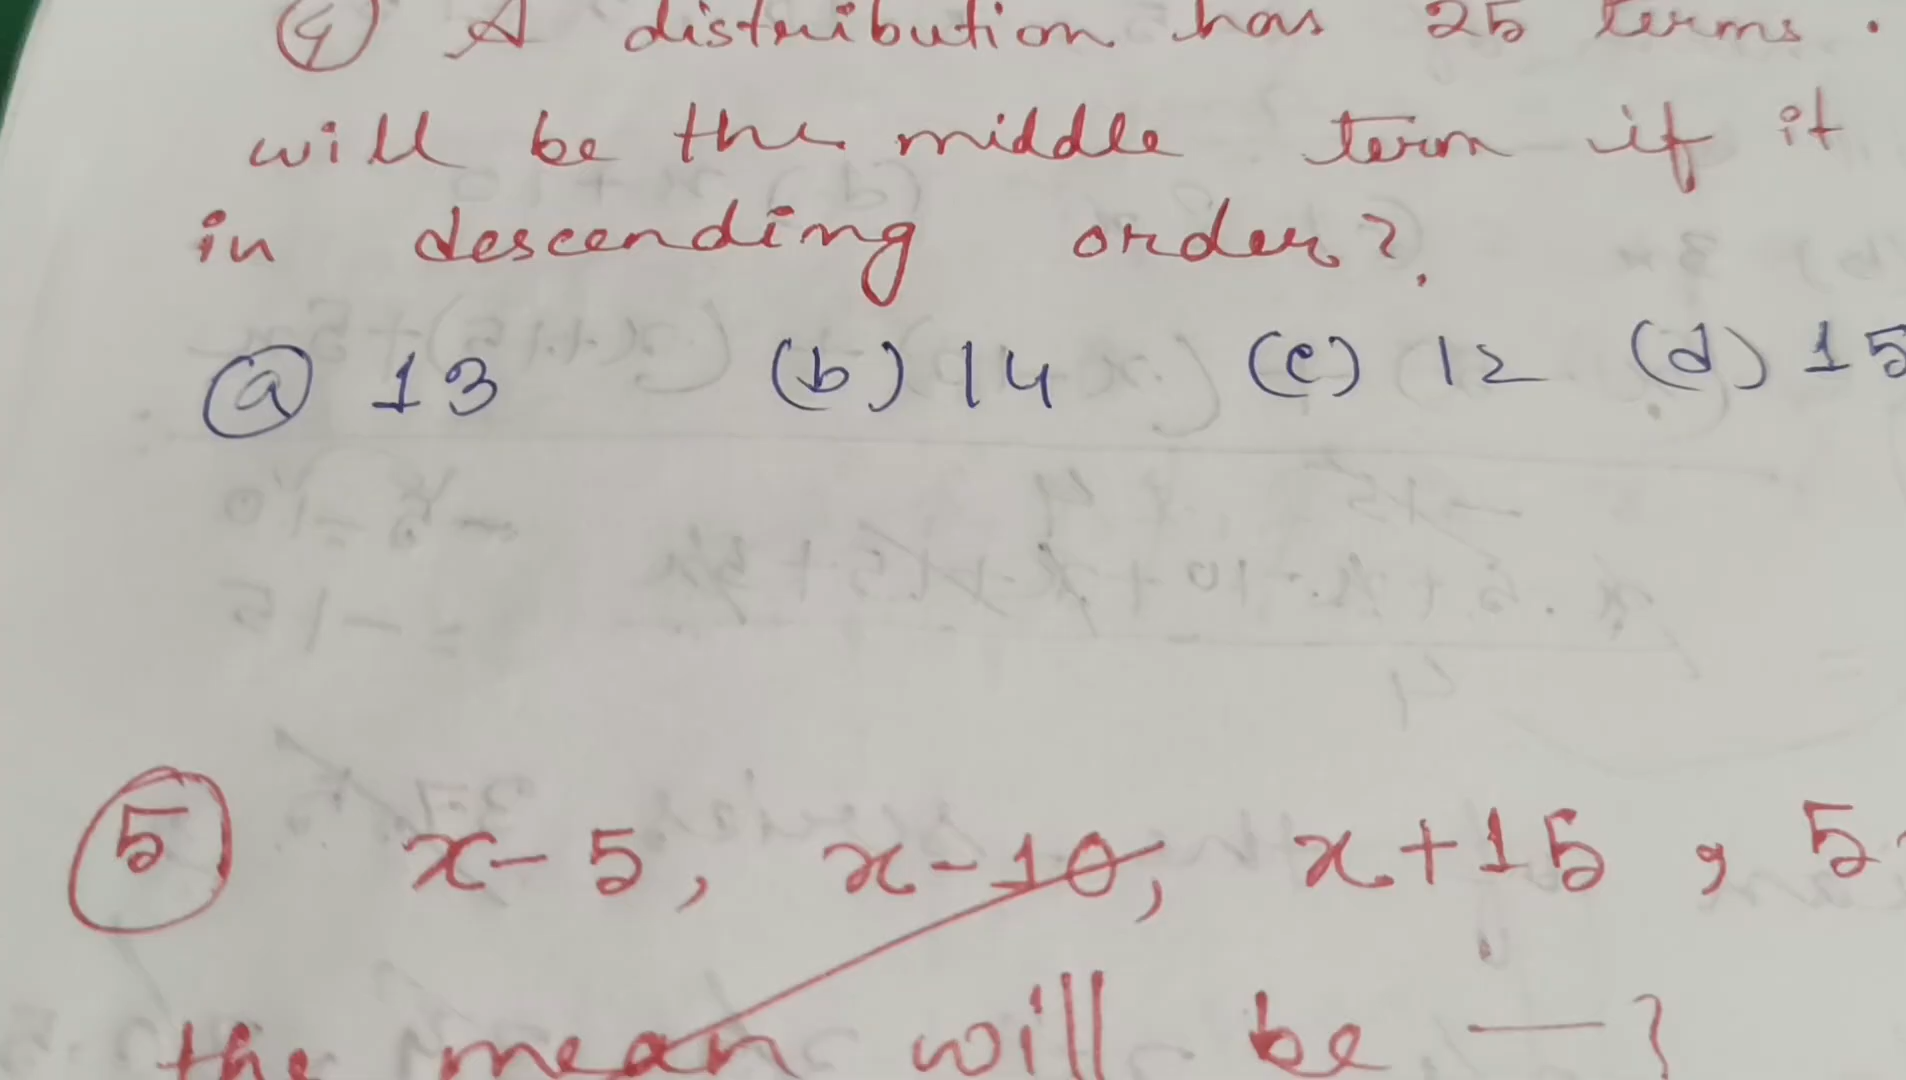 ④ A distribution has 25 terms.
will be the middle term if it
in descending order?
ⓐ 13 (b) 14 (c) 12 (d) 15
⑤ x-5, x-10, x+15, 5
the mean will be — ?